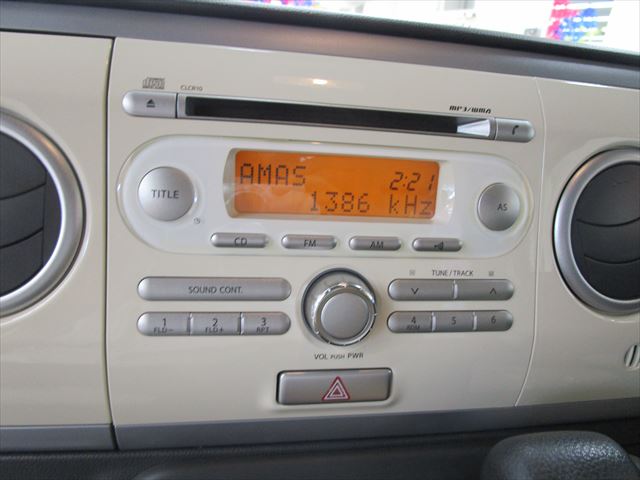 CLCR10
MP3/WMA
TITLE
AMAS 2:21
1386 kHz
AS
CD FM AM
TUNE/TRACK
SOUND CONT.
1 2 3
FLD- FLD+ RPT
4 5 6
RDM
VOL PUSH PWR